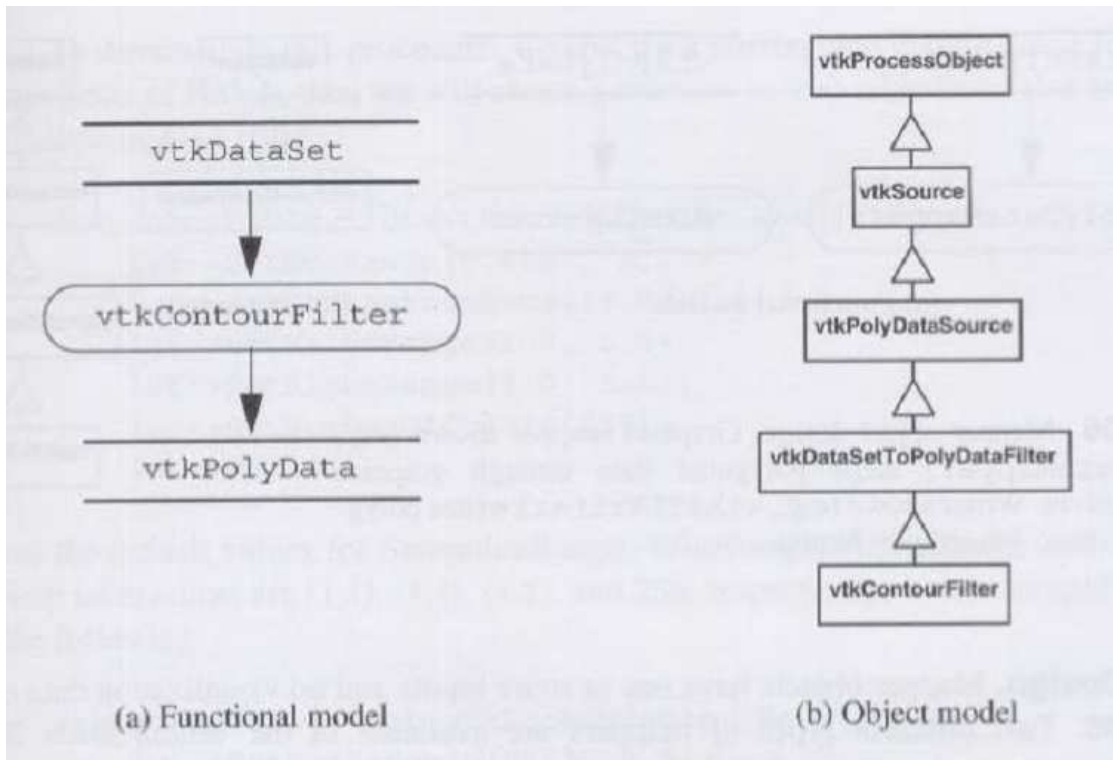 vtkDataSet
vtkContourFilter
vtkPolyData
(a) Functional model
vtkProcessObject
vtkSource
vtkPolyDataSource
vtkDataSetToPolyDataFilter
vtkContourFilter
(b) Object model